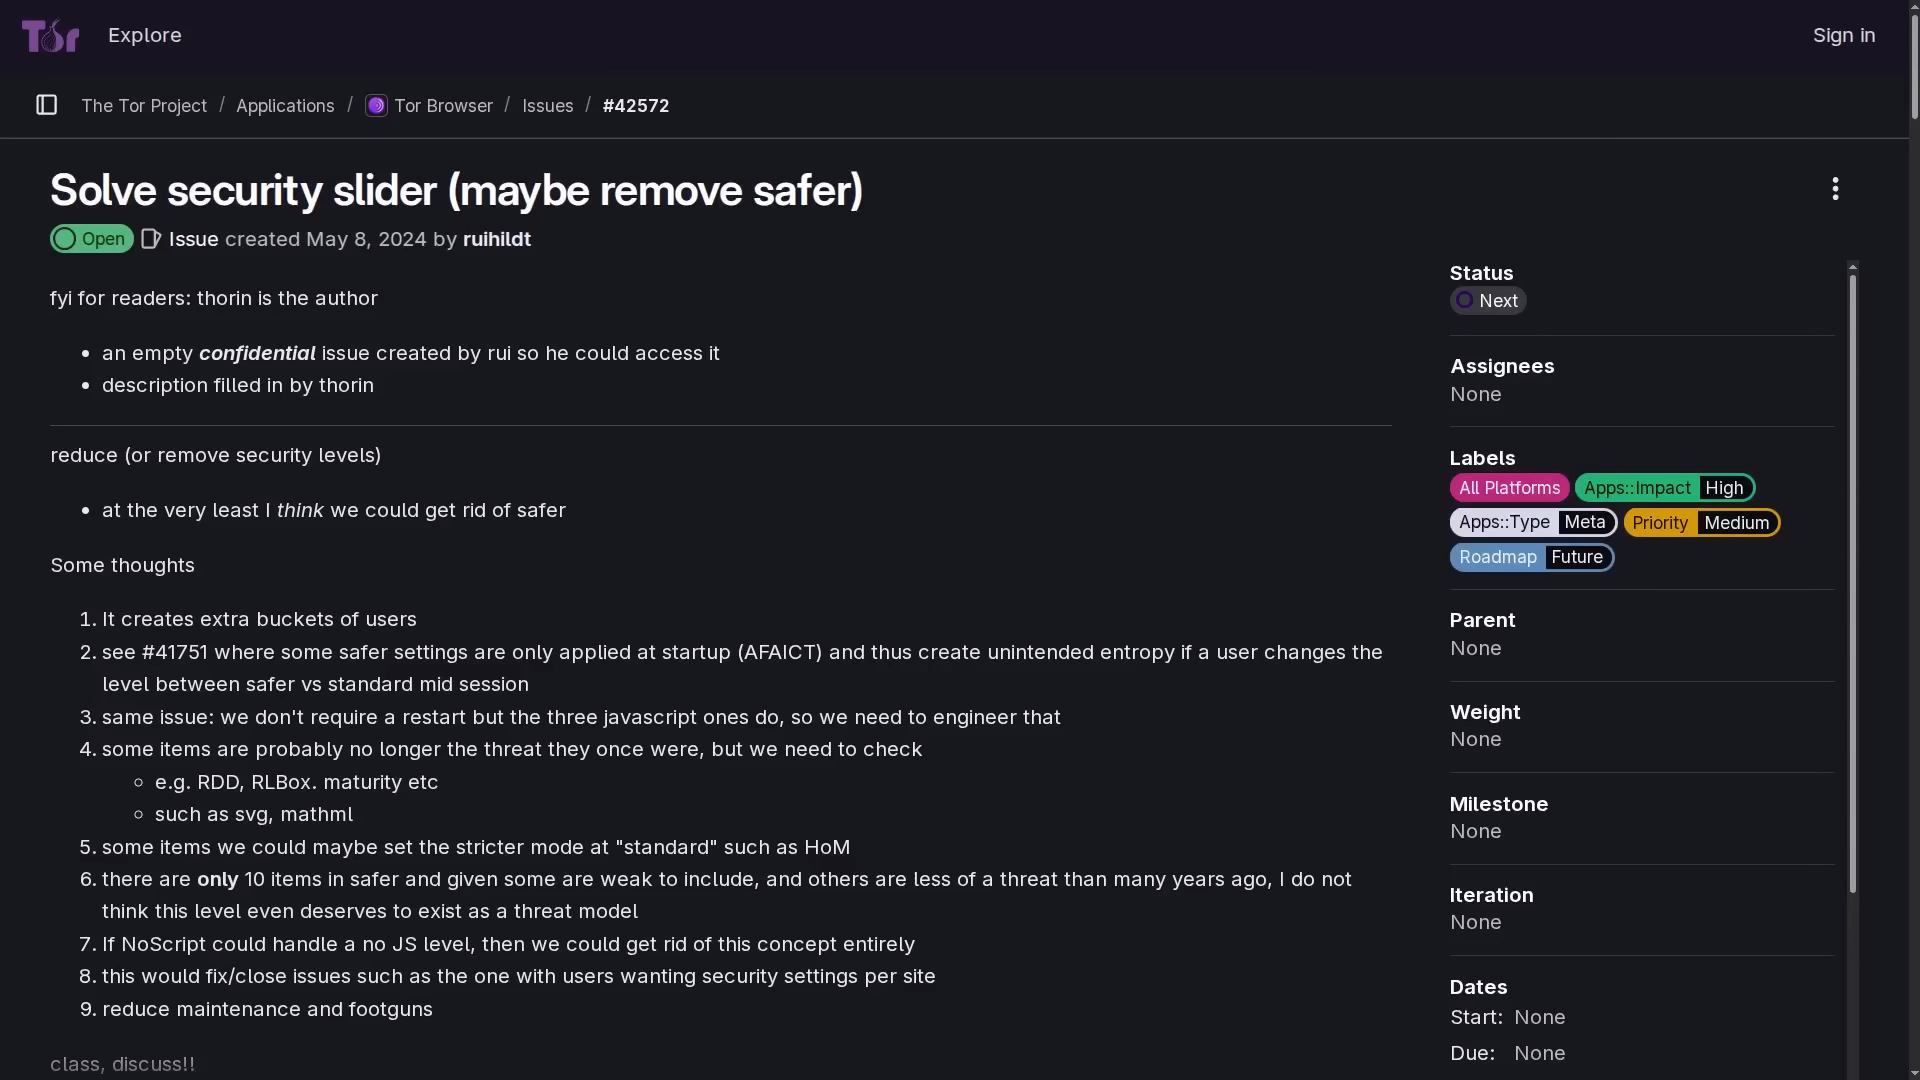 Tor
Explore
Sign in
The Tor Project / Applications / Tor Browser / Issues / #42572
Solve security slider (maybe remove safer)
Open Issue created May 8, 2024 by ruihildt
fyi for readers: thorin is the author
• an empty confidential issue created by rui so he could access it
• description filled in by thorin
reduce (or remove security levels)
• at the very least I think we could get rid of safer
Some thoughts
1. It creates extra buckets of users
2. see #41751 where some safer settings are only applied at startup (AFAICT) and thus create unintended entropy if a user changes the
level between safer vs standard mid session
3. same issue: we don't require a restart but the three javascript ones do, so we need to engineer that
4. some items are probably no longer the threat they once were, but we need to check
◦ e.g. RDD, RLBox. maturity etc
◦ such as svg, mathml
5. some items we could maybe set the stricter mode at "standard" such as HoM
6. there are only 10 items in safer and given some are weak to include, and others are less of a threat than many years ago, I do not
think this level even deserves to exist as a threat model
7. If NoScript could handle a no JS level, then we could get rid of this concept entirely
8. this would fix/close issues such as the one with users wanting security settings per site
9. reduce maintenance and footguns
class, discuss!!
Status
Next
Assignees
None
Labels
All Platforms Apps::Impact High
Apps::Type Meta Priority Medium
Roadmap Future
Parent
None
Weight
None
Milestone
None
Iteration
None
Dates
Start: None
Due: None